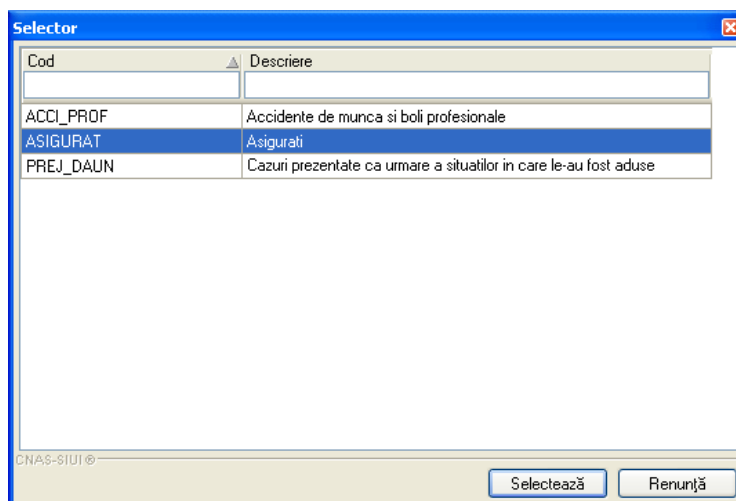 Selector
Cod Descriere
ACCI_PROF Accidente de munca si boli profesionale
ASIGURAT Asigurati
PREJ_DAUN Cazuri prezentate ca urmare a situatilor in care le-au fost aduse
CNAS-SIUI®
Selectează Renunţă